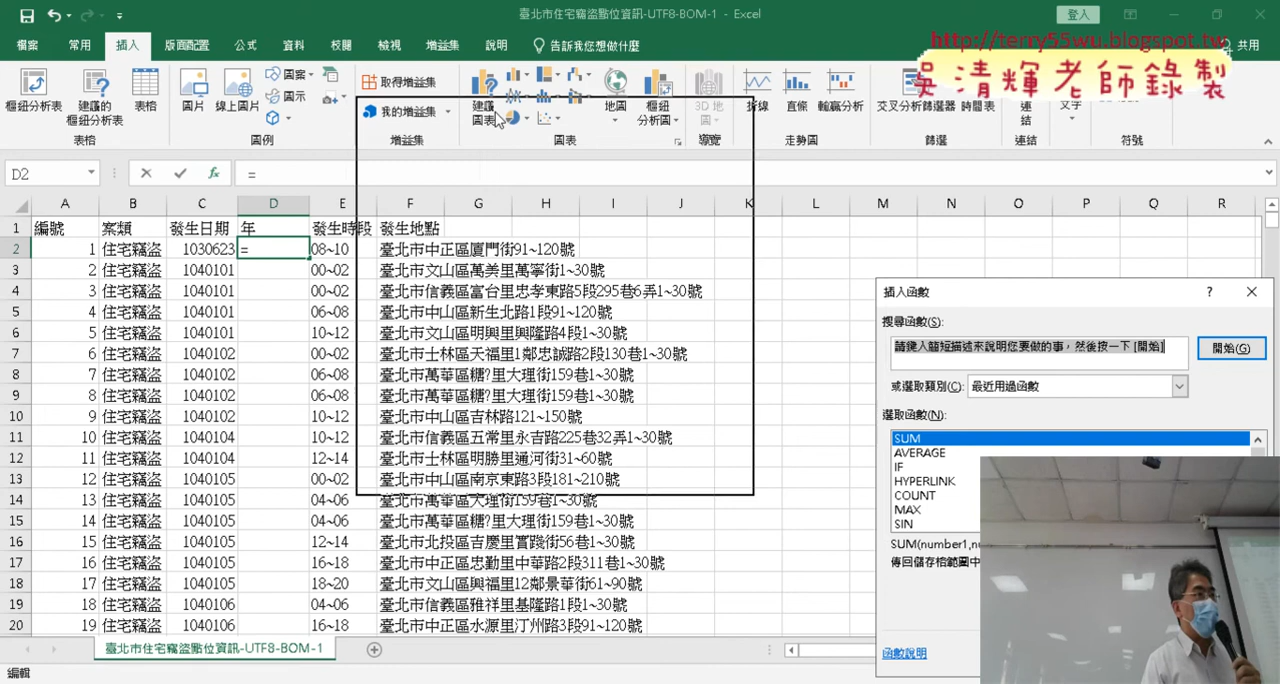 臺北市住宅竊盜點位資訊-UTF8-BOM-1 - Excel
登入
檔案 常用 插入 版面配置 公式 資料 校閱 檢視 增益集 說明 告訴我您想做什麼 共用
http://terry55wu.blogspot.tw
吳清輝老師錄製
樞紐分析表 建議的樞紐分析表 表格 圖片 線上圖片 圖案 圖示 取得增益集 我的增益集 建議圖表 地圖 樞紐分析圖 3D 地圖 折線 直條 輸贏分析 交叉分析篩選器 時間表 連結 文字
表格 圖例 增益集 圖表 導覽 走勢圖 篩選 連結 符號
D2 fx =
A B C D E F G H I J K L M N O P Q R
1 編號 案類 發生日期 年 發生時段 發生地點
2 1 住宅竊盜 1030623 = 08~10 臺北市中正區廈門街91~120號
3 2 住宅竊盜 1040101 00~02 臺北市文山區萬美里萬寧街1~30號
4 3 住宅竊盜 1040101 00~02 臺北市信義區富台里忠孝東路5段295巷6弄1~30號
5 4 住宅竊盜 1040101 06~08 臺北市中山區新生北路1段91~120號
6 5 住宅竊盜 1040101 10~12 臺北市文山區明興里興隆路4段1~30號
7 6 住宅竊盜 1040102 00~02 臺北市士林區天福里1鄰忠誠路2段130巷1~30號
8 7 住宅竊盜 1040102 06~08 臺北市萬華區糖?里大理街159巷1~30號
9 8 住宅竊盜 1040102 06~08 臺北市萬華區糖?里大理街159巷1~30號
10 9 住宅竊盜 1040102 10~12 臺北市中山區吉林路121~150號
11 10 住宅竊盜 1040104 10~12 臺北市信義區五常里永吉路225巷32弄1~30號
12 11 住宅竊盜 1040104 12~14 臺北市士林區明勝里通河街31~60號
13 12 住宅竊盜 1040105 00~02 臺北市中山區南京東路3段181~210號
14 13 住宅竊盜 1040105 04~06 臺北市萬華區大理街159巷1~30號
15 14 住宅竊盜 1040105 04~06 臺北市萬華區糖?里大理街159巷1~30號
16 15 住宅竊盜 1040105 12~14 臺北市北投區吉慶里實踐街56巷1~30號
17 16 住宅竊盜 1040105 16~18 臺北市中正區忠勤里中華路2段311巷1~30號
18 17 住宅竊盜 1040105 18~20 臺北市文山區興福里12鄰景華街61~90號
19 18 住宅竊盜 1040106 04~06 臺北市信義區雅祥里基隆路1段1~30號
20 19 住宅竊盜 1040106 16~18 臺北市中正區水源里汀州路3段91~120號
臺北市住宅竊盜點位資訊-UTF8-BOM-1
編輯
插入函數 ?
搜尋函數(S):
請鍵入簡短描述來說明您要做的事，然後按一下 [開始]
開始(G)
或選取類別(C): 最近用過函數
選取函數(N):
SUM
AVERAGE
IF
HYPERLINK
COUNT
MAX
SIN
SUM(number1,nu
傳回儲存格範圍中
函數說明